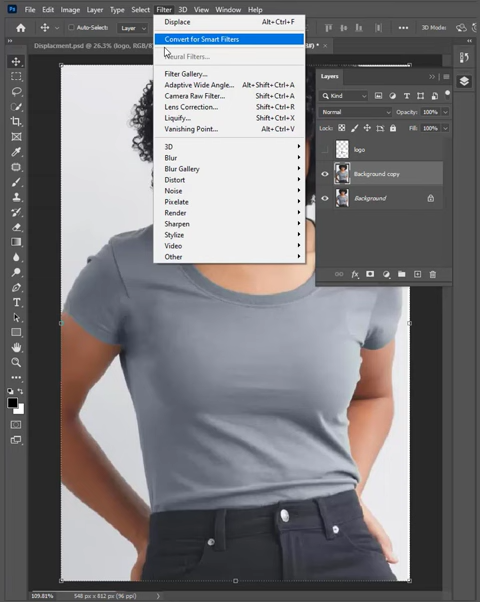 Ps File Edit Image Layer Type Select Filter 3D View Window Help
Auto-Select: Layer 3D Mode:
Displacement.psd @ 26.3% (logo, RGB/8
Displace Alt+Ctrl+F
Convert for Smart Filters
Neural Filters...
Filter Gallery...
Adaptive Wide Angle... Alt+Shift+Ctrl+A
Camera Raw Filter... Shift+Ctrl+A
Lens Correction... Shift+Ctrl+R
Liquify... Shift+Ctrl+X
Vanishing Point... Alt+Ctrl+V
3D
Blur
Blur Gallery
Distort
Noise
Pixelate
Render
Sharpen
Stylize
Video
Other
Layers
Kind
Normal Opacity: 100%
Lock: Fill: 100%
logo
Background copy
Background
109.81% 548 px x 812 px (96 ppi)